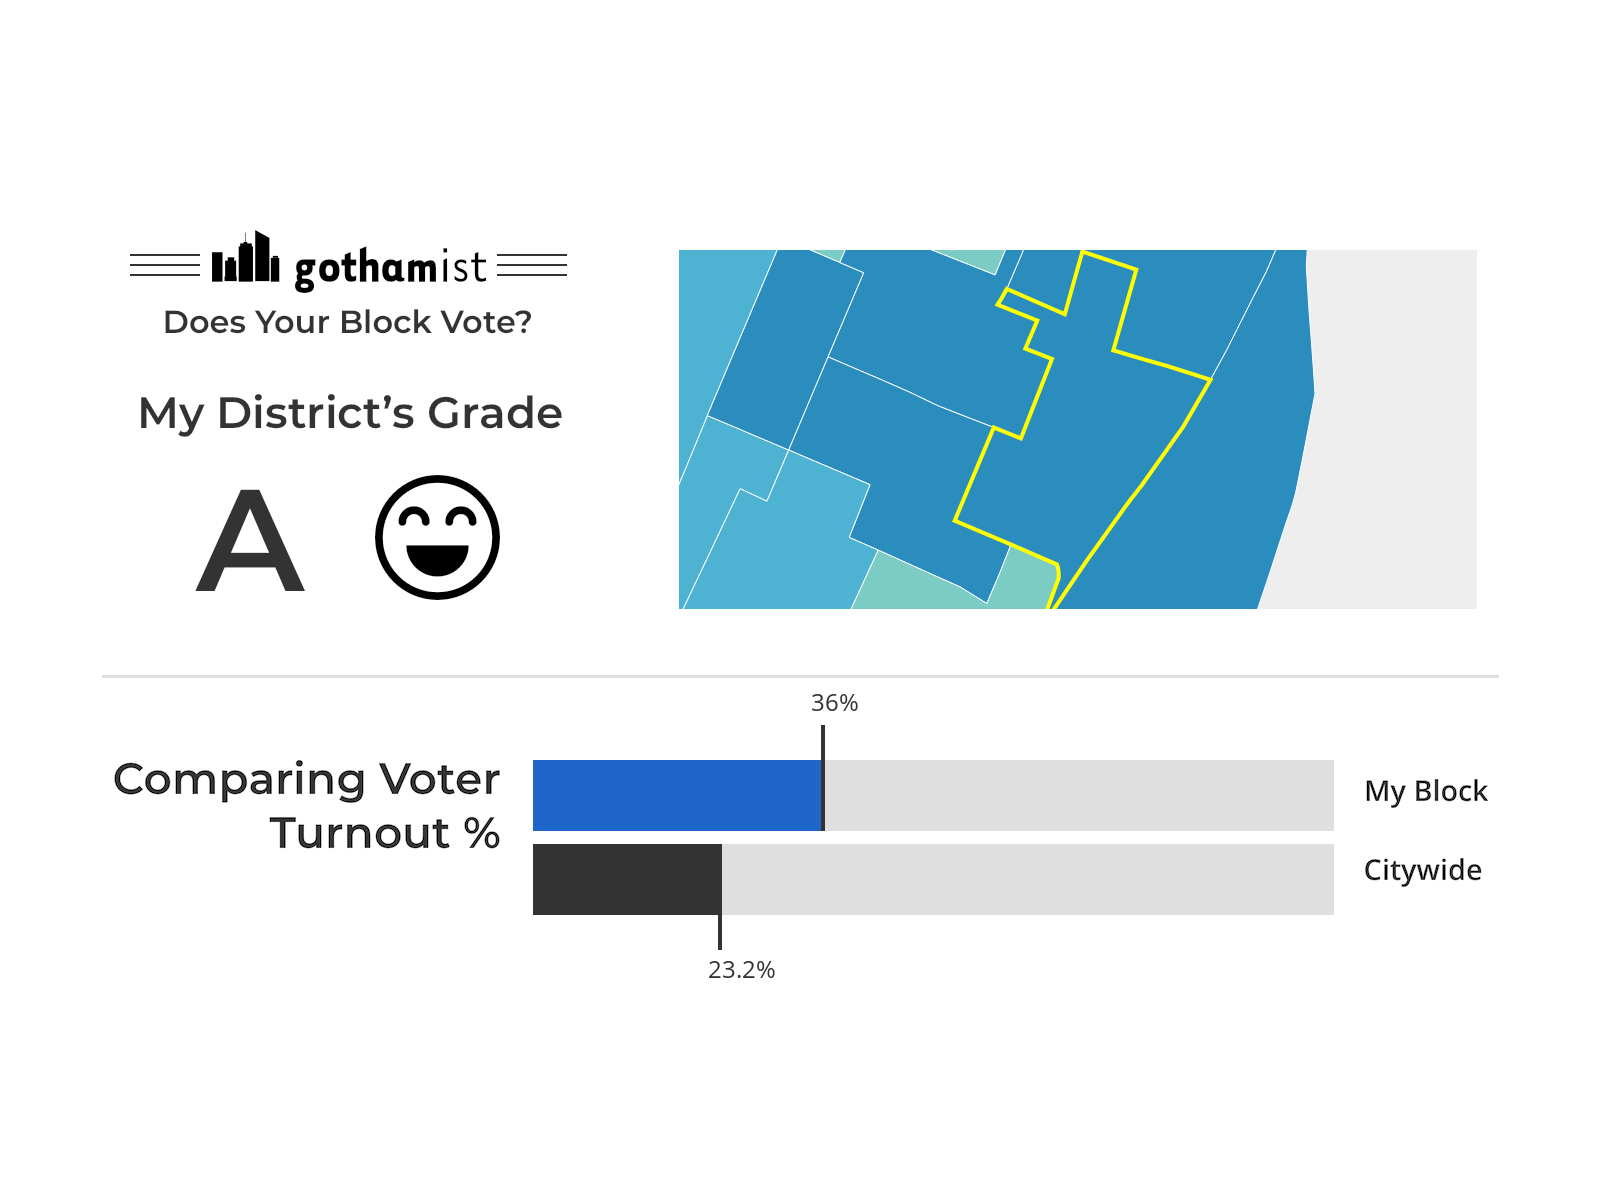 gothamist
Does Your Block Vote?
My District’s Grade
A
36%
Comparing Voter
Turnout %
My Block
Citywide
23.2%